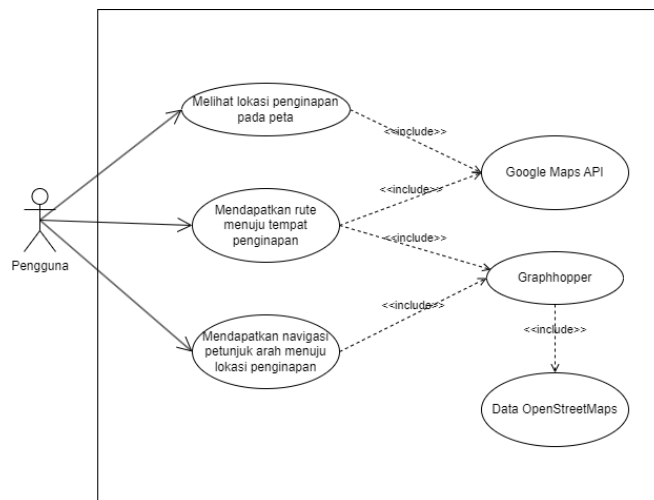 Melihat lokasi penginapan
pada peta
<<include>>
Google Maps API
<<include>>
Mendapatkan rute
menuju tempat
penginapan
<<include>>
Pengguna
Graphhopper
<<include>>
<<include>>
Mendapatkan navigasi
petunjuk arah menuju
lokasi penginapan
Data OpenStreetMaps